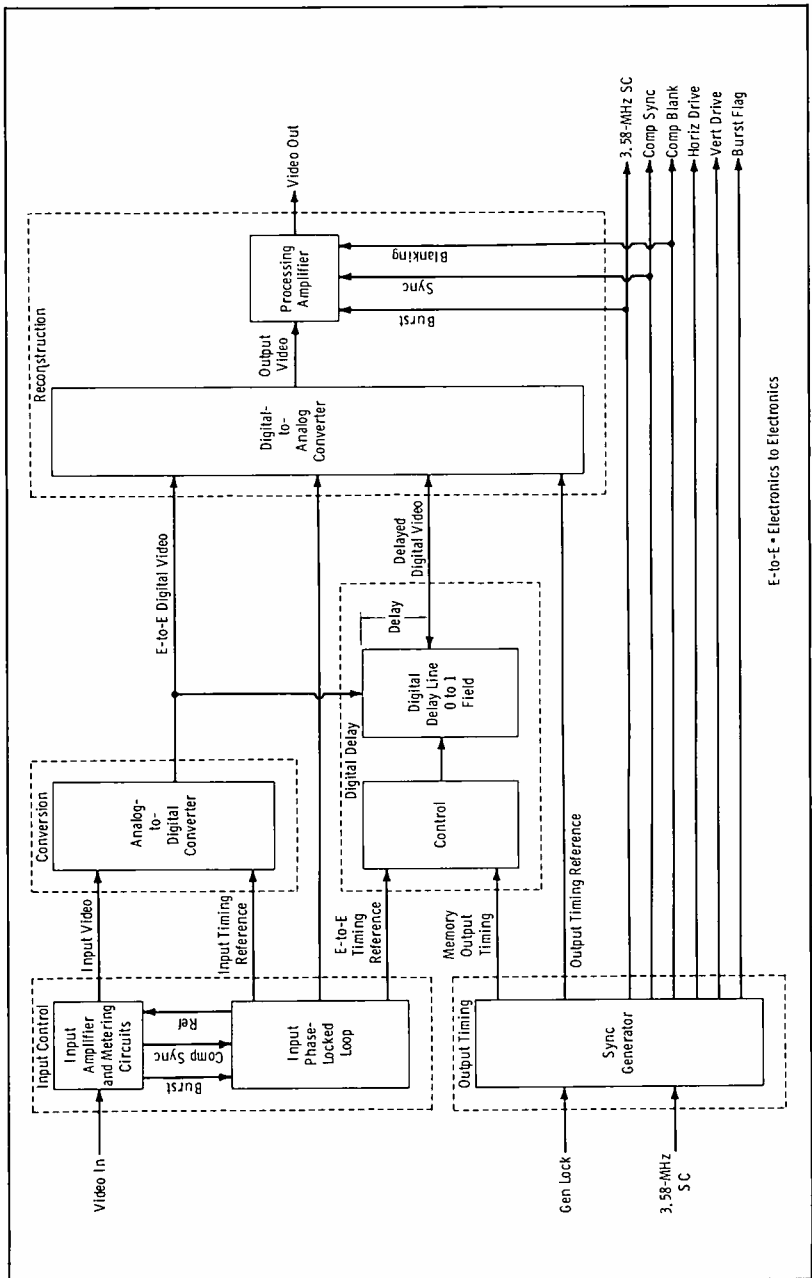 Video In
Input Control
Input
Amplifier
and Metering
Circuits
Burst
Comp Sync
Ref
Input
Phase-
Locked
Loop
Input Video
Input Timing
Reference
Conversion
Analog-
to-
Digital
Converter
E-to-E Digital Video
E-to-E
Timing
Reference
Memory
Output
Timing
Digital Delay
Control
Digital
Delay Line
0 to 1
Field
Delay
Delayed
Digital Video
Reconstruction
Digital-
to-
Analog
Converter
Output
Video
Processing
Amplifier
Video Out
Burst
Sync
Blanking
Gen Lock
3.58-MHz
SC
Output Timing
Sync
Generator
Output Timing Reference
3.58-MHz SC
Comp Sync
Comp Blank
Horiz Drive
Vert Drive
Burst Flag
E-to-E = Electronics to Electronics